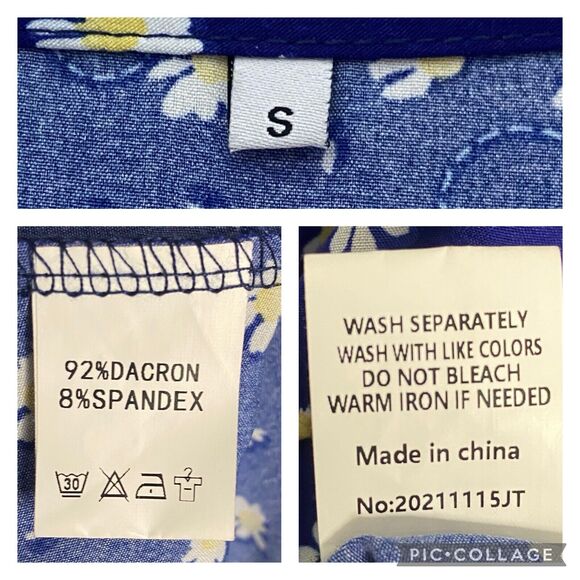 S
92%DACRON
8%SPANDEX
30
WASH SEPARATELY
WASH WITH LIKE COLORS
DO NOT BLEACH
WARM IRON IF NEEDED
Made in china
No:20211115JT
PIC•COLLAGE